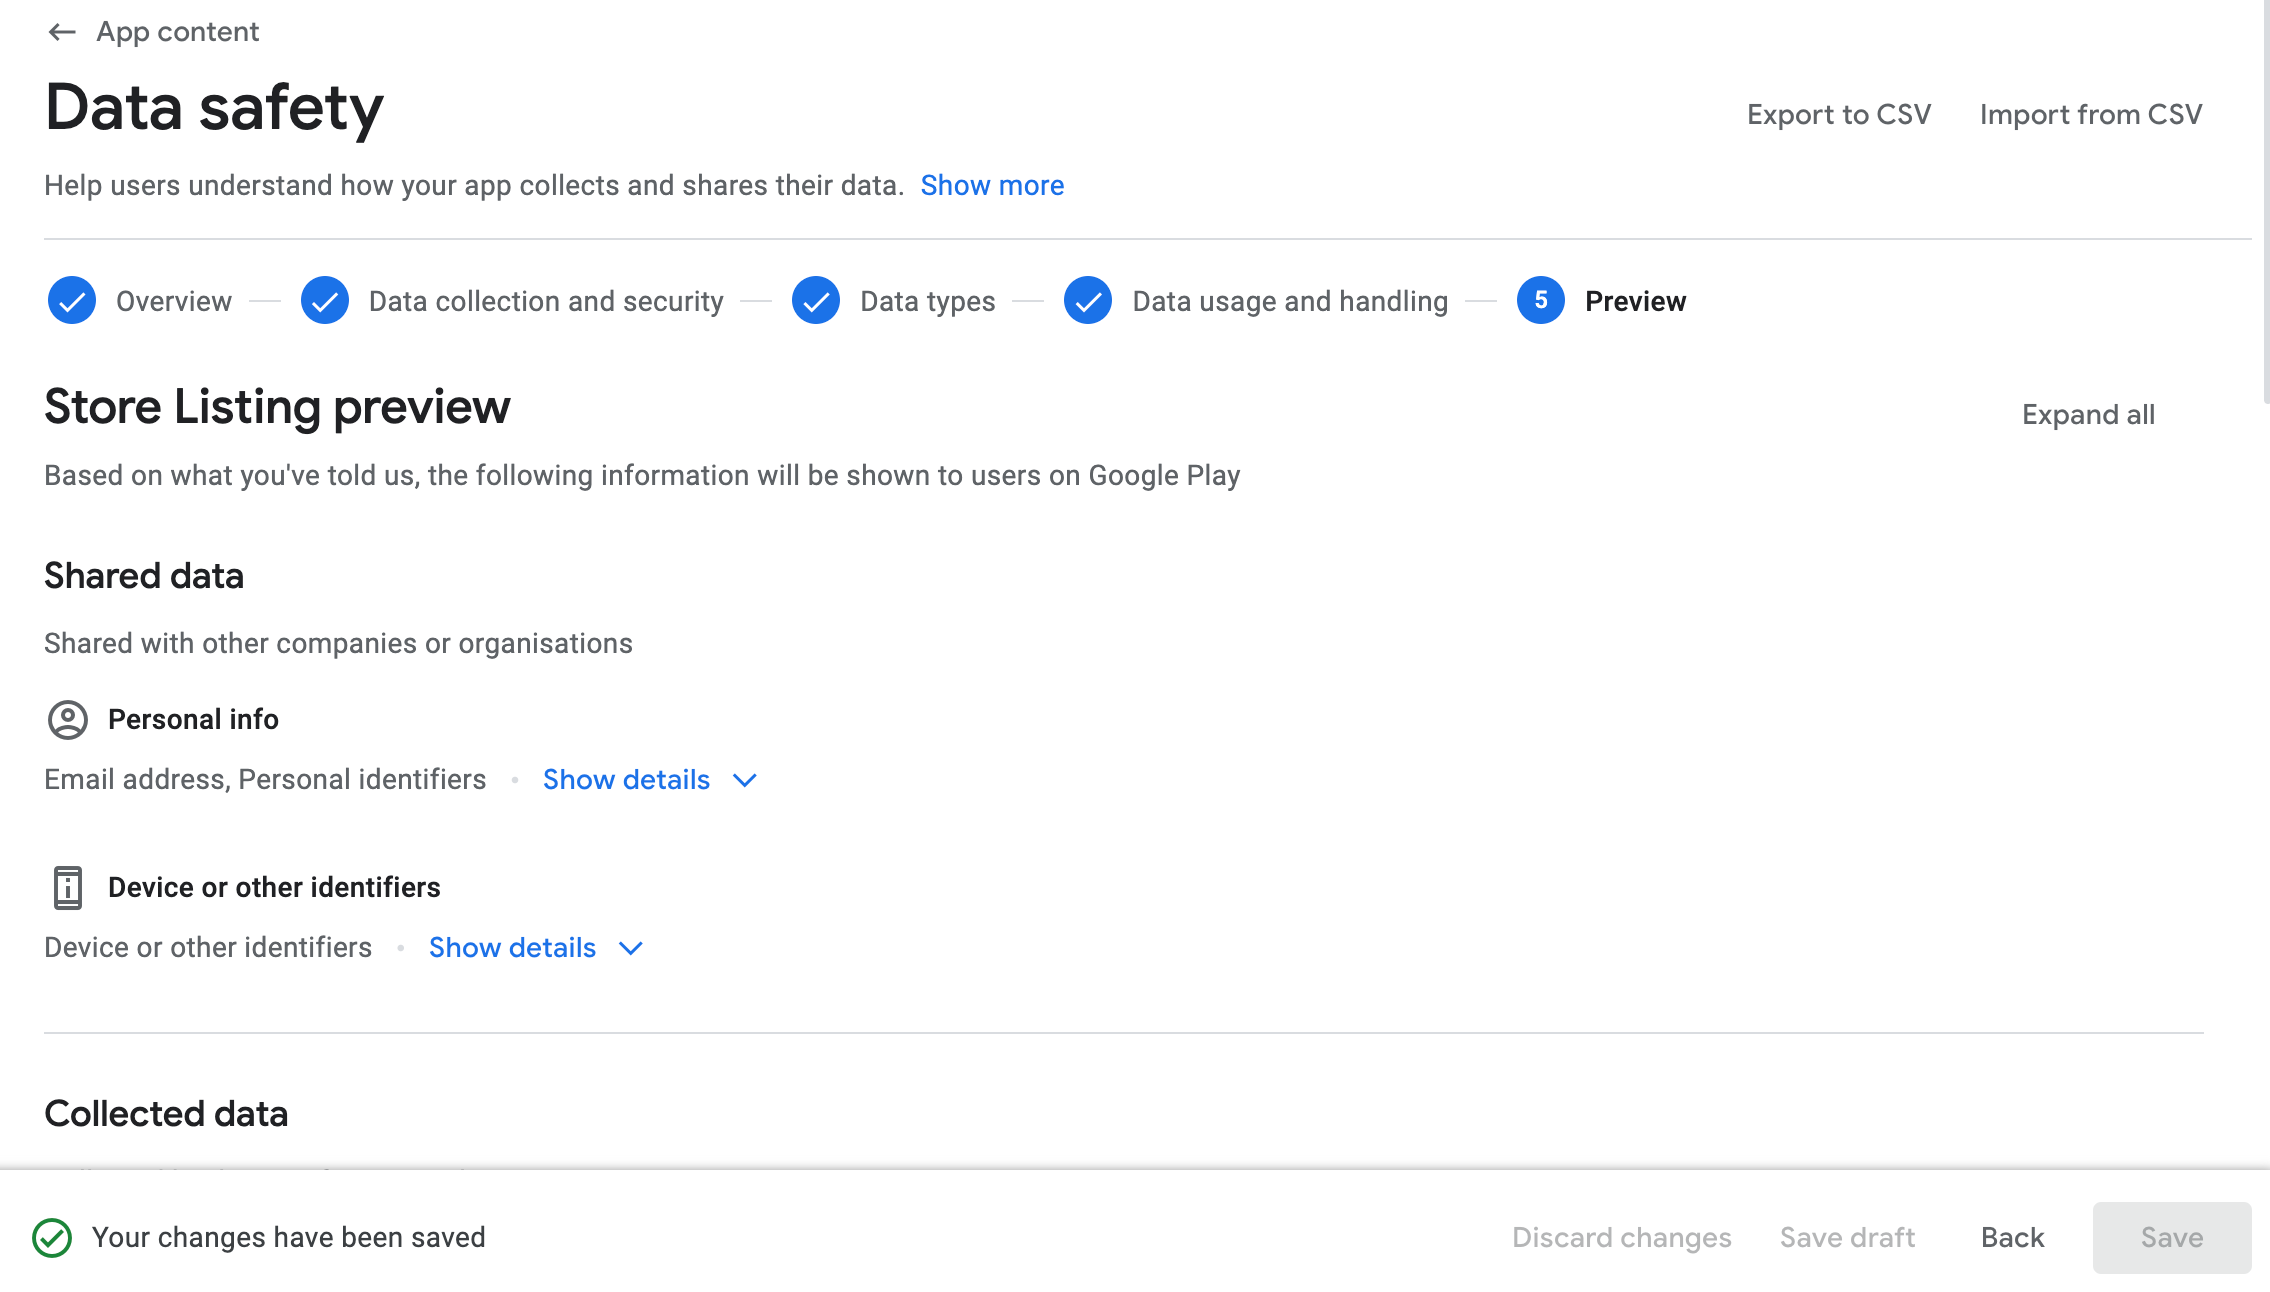 App content
Data safety
Export to CSV
Import from CSV
Help users understand how your app collects and shares their data. Show more
Overview
Data collection and security
Data types
Data usage and handling
5 Preview
Store Listing preview
Expand all
Based on what you've told us, the following information will be shown to users on Google Play
Shared data
Shared with other companies or organisations
Personal info
Email address, Personal identifiers • Show details
Device or other identifiers
Device or other identifiers • Show details
Collected data
Your changes have been saved
Discard changes
Save draft
Back
Save